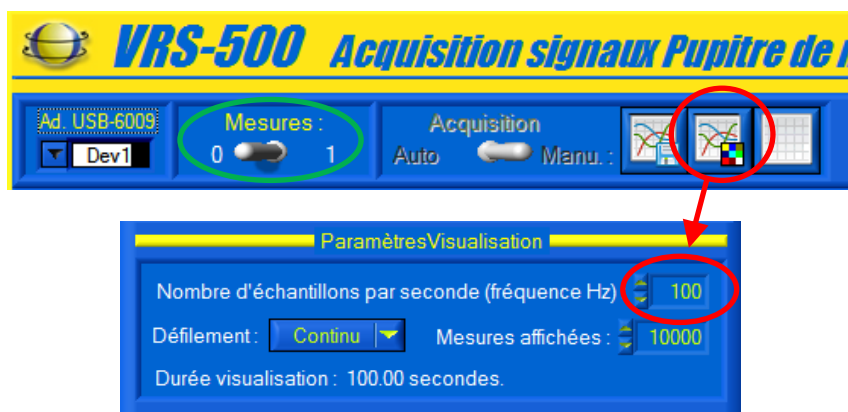 VRS-500 Acquisition signaux Pupitre de
Ad. USB-6009 Mesures : Acquisition
Dev1 0 1 Auto Manu. :
ParamètresVisualisation
Nombre d'échantillons par seconde (fréquence Hz) 100
Défilement : Continu Mesures affichées : 10000
Durée visualisation : 100.00 secondes.